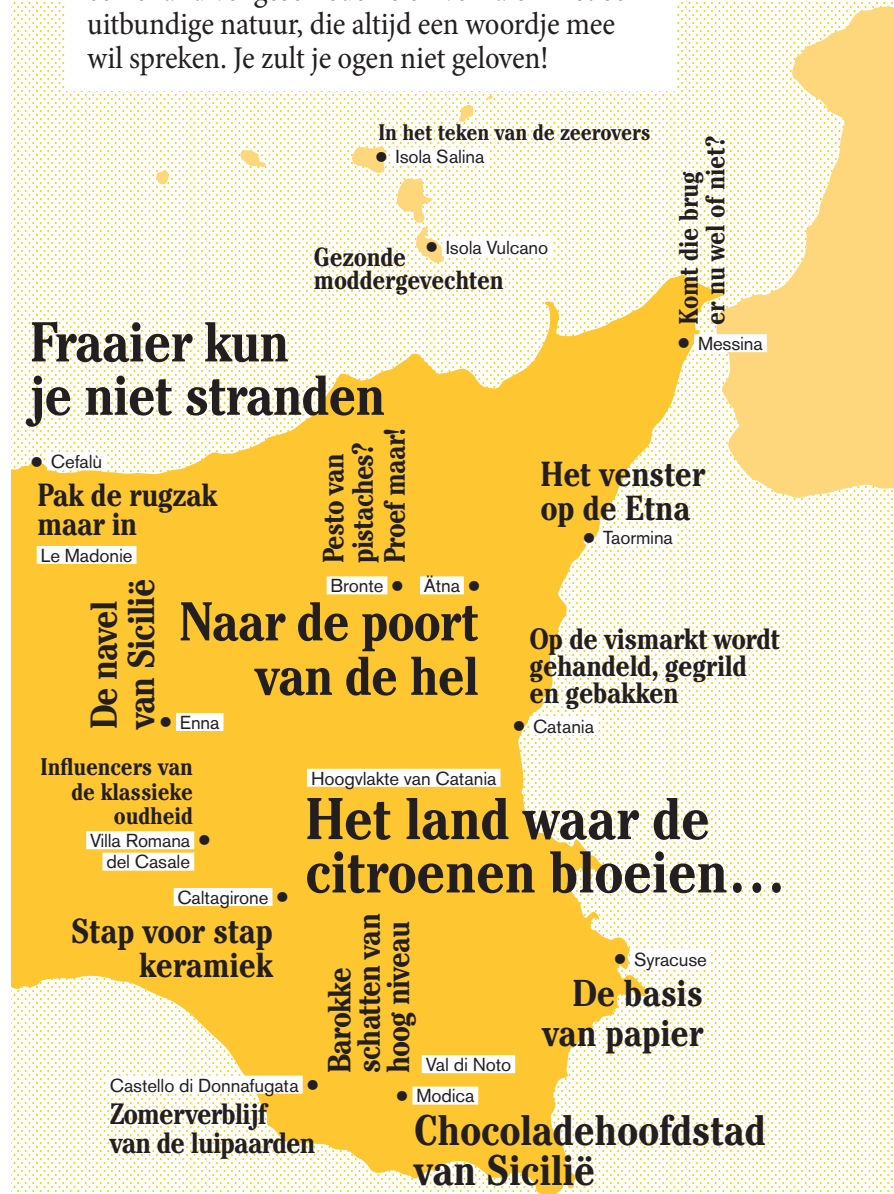 uitbundige natuur, die altijd een woordje mee
wil spreken. Je zult je ogen niet geloven!
In het teken van de zeerovers
Isola Salina
Komt die brug
er nu wel of niet?
Isola Vulcano
Gezonde
moddergevechten
Messina
Fraaier kun
je niet stranden
Cefalù
Pak de rugzak
maar in
Le Madonie
Pesto van
pistaches?
Proef maar!
Bronte
Het venster
op de Etna
Taormina
Ätna
Naar de poort
van de hel
De navel
van Sicilië
Enna
Op de vismarkt wordt
gehandeld, gegrild
en gebakken
Catania
Influencers van
de klassieke
oudheid
Villa Romana
del Casale
Hoogvlakte van Catania
Het land waar de
citroenen bloeien...
Caltagirone
Stap voor stap
keramiek
Barokke
schatten van
hoog niveau
Val di Noto
Syracuse
De basis
van papier
Castello di Donnafugata
Zomerverblijf
van de luipaarden
Modica
Chocoladehoofdstad
van Sicilië